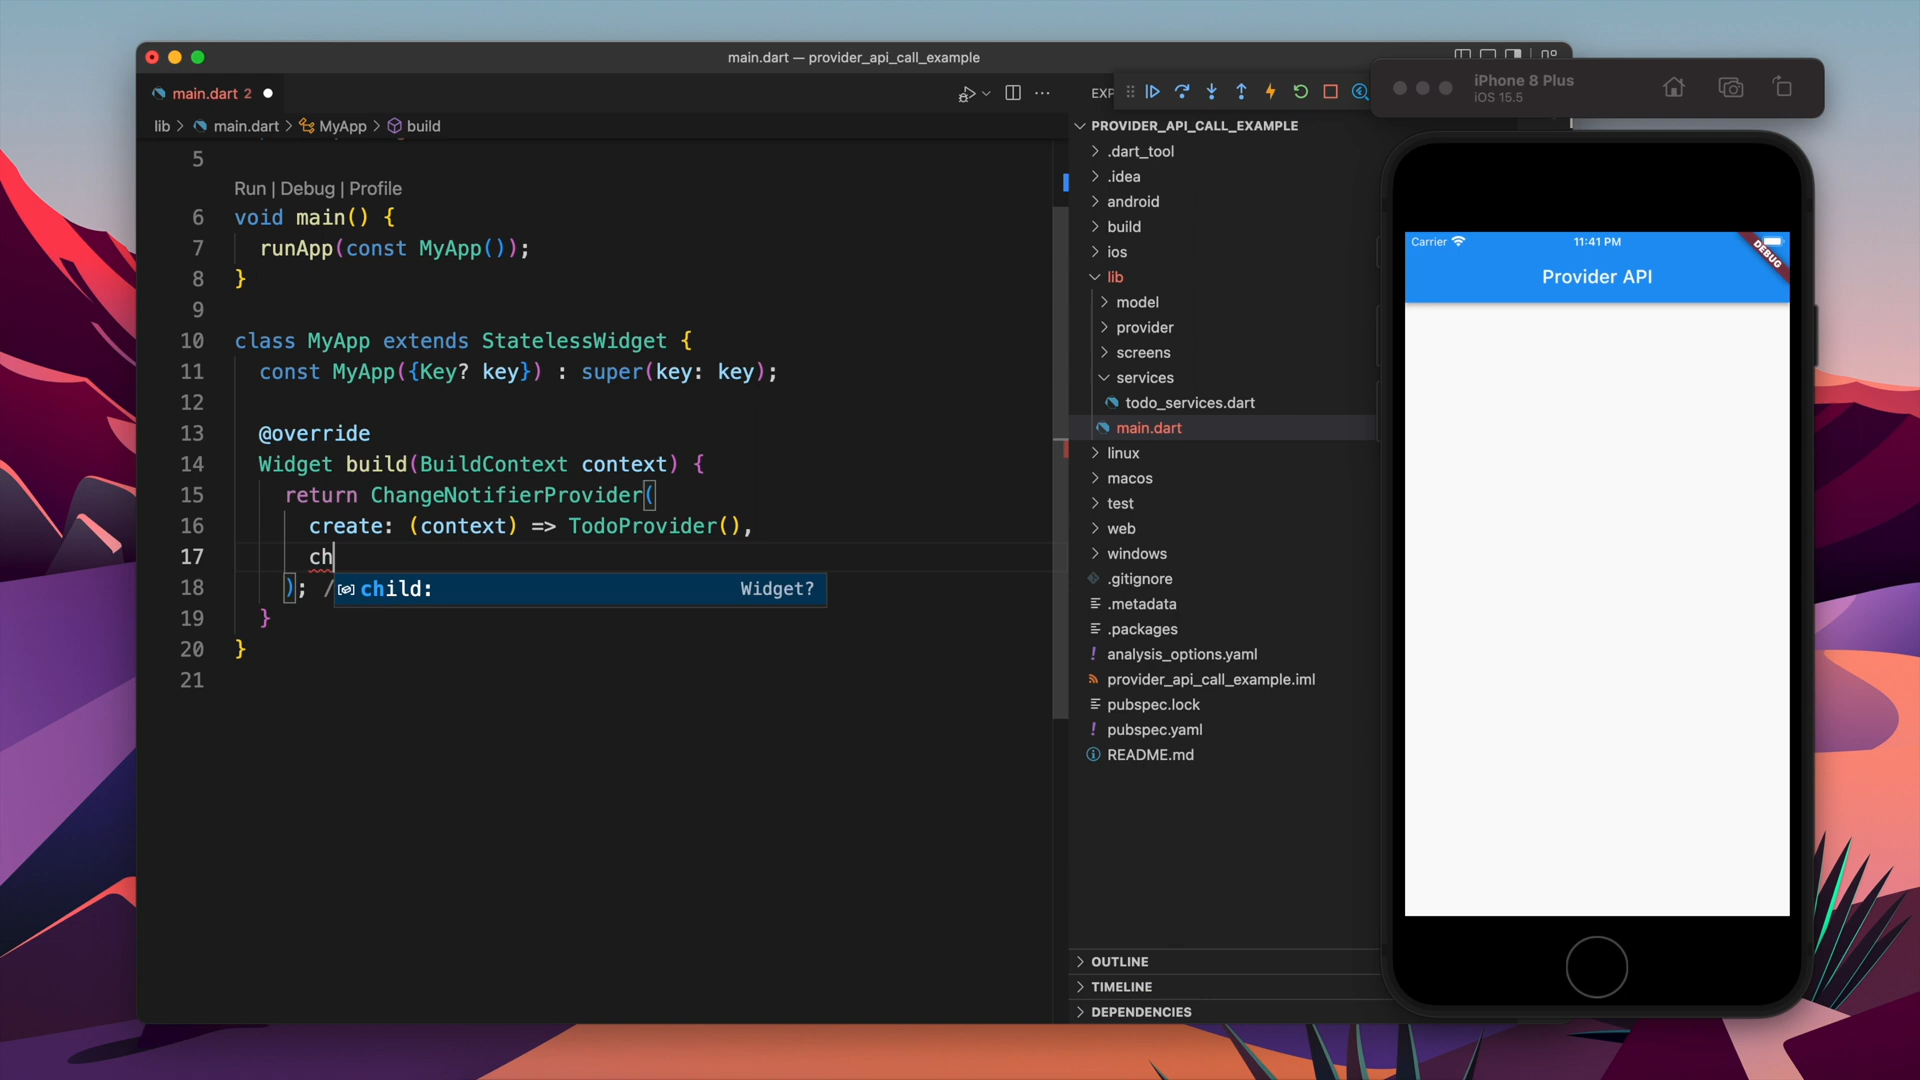 main.dart — provider_api_call_example
main.dart 2
lib > main.dart > MyApp > build
5
Run | Debug | Profile
6 void main() {
7 runApp(const MyApp());
8 }
9
10 class MyApp extends StatelessWidget {
11 const MyApp({Key? key}) : super(key: key);
12
13 @override
14 Widget build(BuildContext context) {
15 return ChangeNotifierProvider(
16 create: (context) => TodoProvider(),
17 ch
18 ); /
child: Widget?
19 }
20 }
21
EXP
PROVIDER_API_CALL_EXAMPLE
.dart_tool
.idea
android
build
ios
lib
model
provider
screens
services
todo_services.dart
main.dart
linux
macos
test
web
windows
.gitignore
.metadata
.packages
analysis_options.yaml
provider_api_call_example.iml
pubspec.lock
pubspec.yaml
README.md
OUTLINE
TIMELINE
DEPENDENCIES
iPhone 8 Plus
iOS 15.5
Carrier 11:41 PM
DEBUG
Provider API